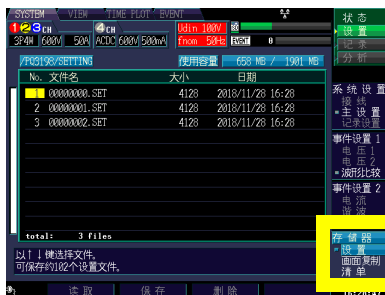 SYSTEM VIEW TIME PLOT EVENT
123CH 4CH Udin 100V
3P4W 600V 50A ACDC 600V 500mA fnom 50Hz EVENT 0
/PQ3198/SETTING 使用容量 658 MB / 1901 MB
No. 文件名 大小 日期
1 00000000.SET 4128 2018/11/28 16:28
2 00000001.SET 4128 2018/11/28 16:28
3 00000002.SET 4128 2018/11/28 16:28
total: 3 files
以↑↓键选择文件。
可保存约102个设置文件。
读取 保存 删除
状态
设置
记录
分析
系统设置
接线
主设置
记录设置
事件设置 1
电压1
电压2
波形比较
事件设置 2
电流
谐波
存储器
设置
画面复制
清单